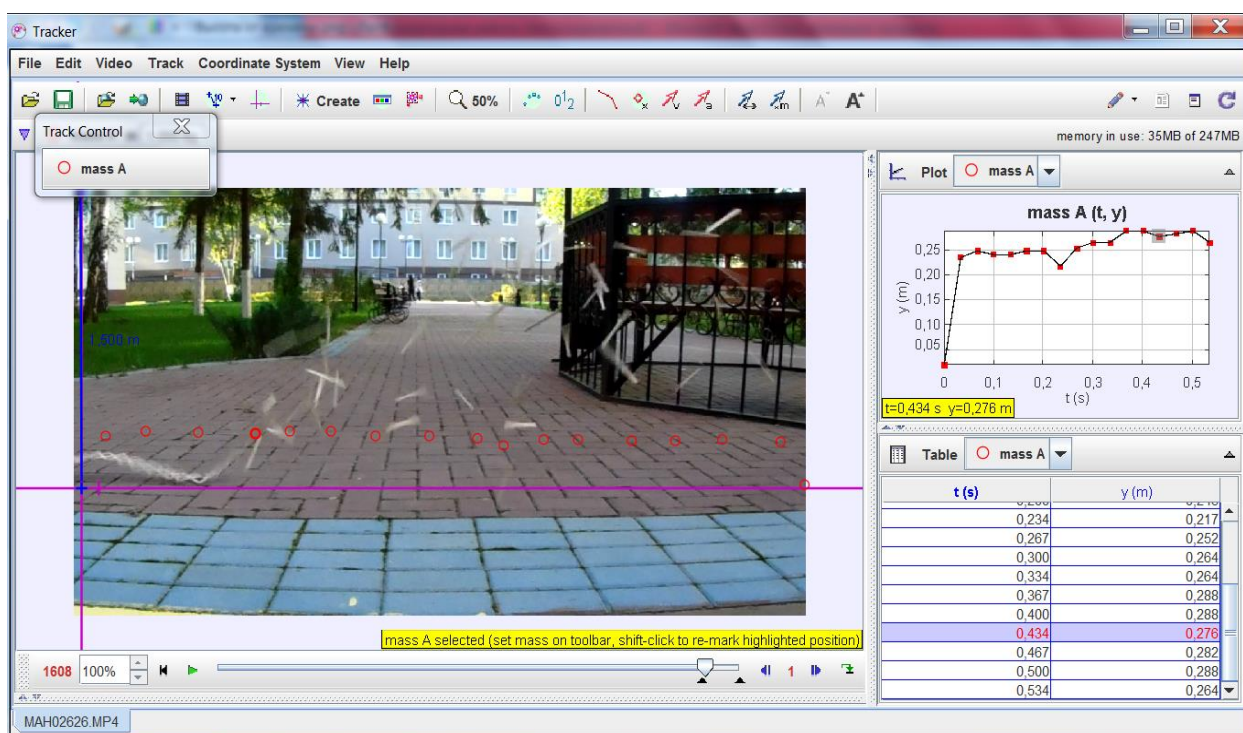 Tracker
File Edit Video Track Coordinate System View Help
Create 50%
Track Control
mass A
memory in use: 35MB of 247MB
1,500 m
Plot mass A
mass A (t, y)
y (m)
0,25
0,20
0,15
0,10
0,05
0 0,1 0,2 0,3 0,4 0,5
t (s)
t=0,434 s y=0,276 m
Table mass A
t (s) y (m)
0,234 0,217
0,267 0,252
0,300 0,264
0,334 0,264
0,367 0,288
0,400 0,288
0,434 0,276
0,467 0,282
0,500 0,288
0,534 0,264
mass A selected (set mass on toolbar, shift-click to re-mark highlighted position)
1608 100% 1
MAH02626.MP4